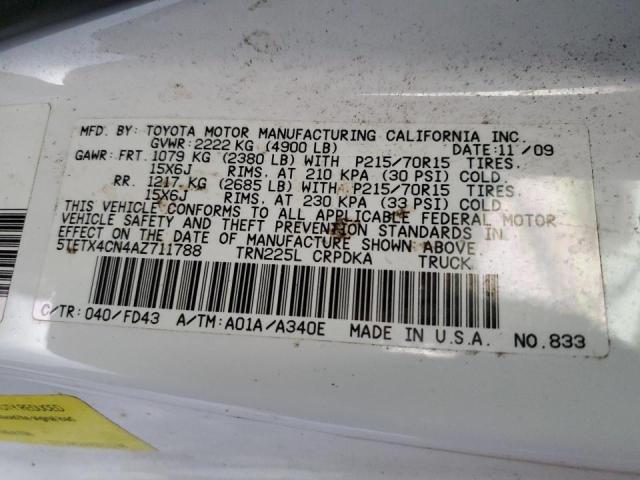 MFD. BY: TOYOTA MOTOR MANUFACTURING CALIFORNIA INC.
GVWR: 2222 KG (4900 LB) DATE: 11/09
GAWR: FRT. 1079 KG (2380 LB) WITH P215/70R15 TIRES,
15X6J RIMS, AT 210 KPA (30 PSI) COLD.
RR. 1217 KG (2685 LB) WITH P215/70R15 TIRES,
15X6J RIMS, AT 230 KPA (33 PSI) COLD.
THIS VEHICLE CONFORMS TO ALL APPLICABLE FEDERAL MOTOR
VEHICLE SAFETY AND THEFT PREVENTION STANDARDS IN
EFFECT ON THE DATE OF MANUFACTURE SHOWN ABOVE.
5TETX4CN4AZ711788 TRN225L CRPDKA TRUCK
C/TR: 040/FD43 A/TM: A01A/A340E MADE IN U.S.A. NO. 833
REDUCED